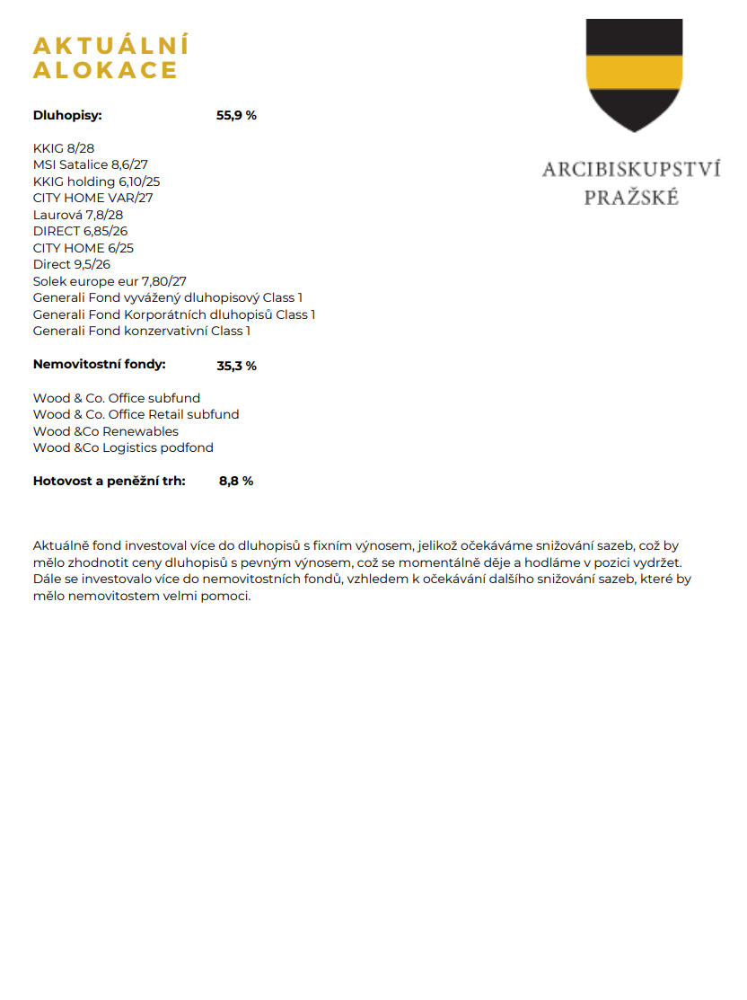 AKTUÁLNÍ
ALOKACE
ARCIBISKUPSTVÍ
PRAŽSKÉ
Dluhopisy: 55,9 %
KKIG 8/28
MSI Satalice 8,6/27
KKIG holding 6,10/25
CITY HOME VAR/27
Laurová 7,8/28
DIRECT 6,85/26
CITY HOME 6/25
Direct 9,5/26
Solek europe eur 7,80/27
Generali Fond vyvážený dluhopisový Class 1
Generali Fond Korporátních dluhopisů Class 1
Generali Fond konzervativní Class 1
Nemovitostní fondy: 35,3 %
Wood & Co. Office subfund
Wood & Co. Office Retail subfund
Wood &Co Renewables
Wood &Co Logistics podfond
Hotovost a peněžní trh: 8,8 %
Aktuálně fond investoval více do dluhopisů s fixním výnosem, jelikož očekáváme snižování sazeb, což by
mělo zhodnotit ceny dluhopisů s pevným výnosem, což se momentálně děje a hodláme v pozici vydržet.
Dále se investovalo více do nemovitostních fondů, vzhledem k očekávání dalšího snižování sazeb, které by
mělo nemovitostem velmi pomoci.